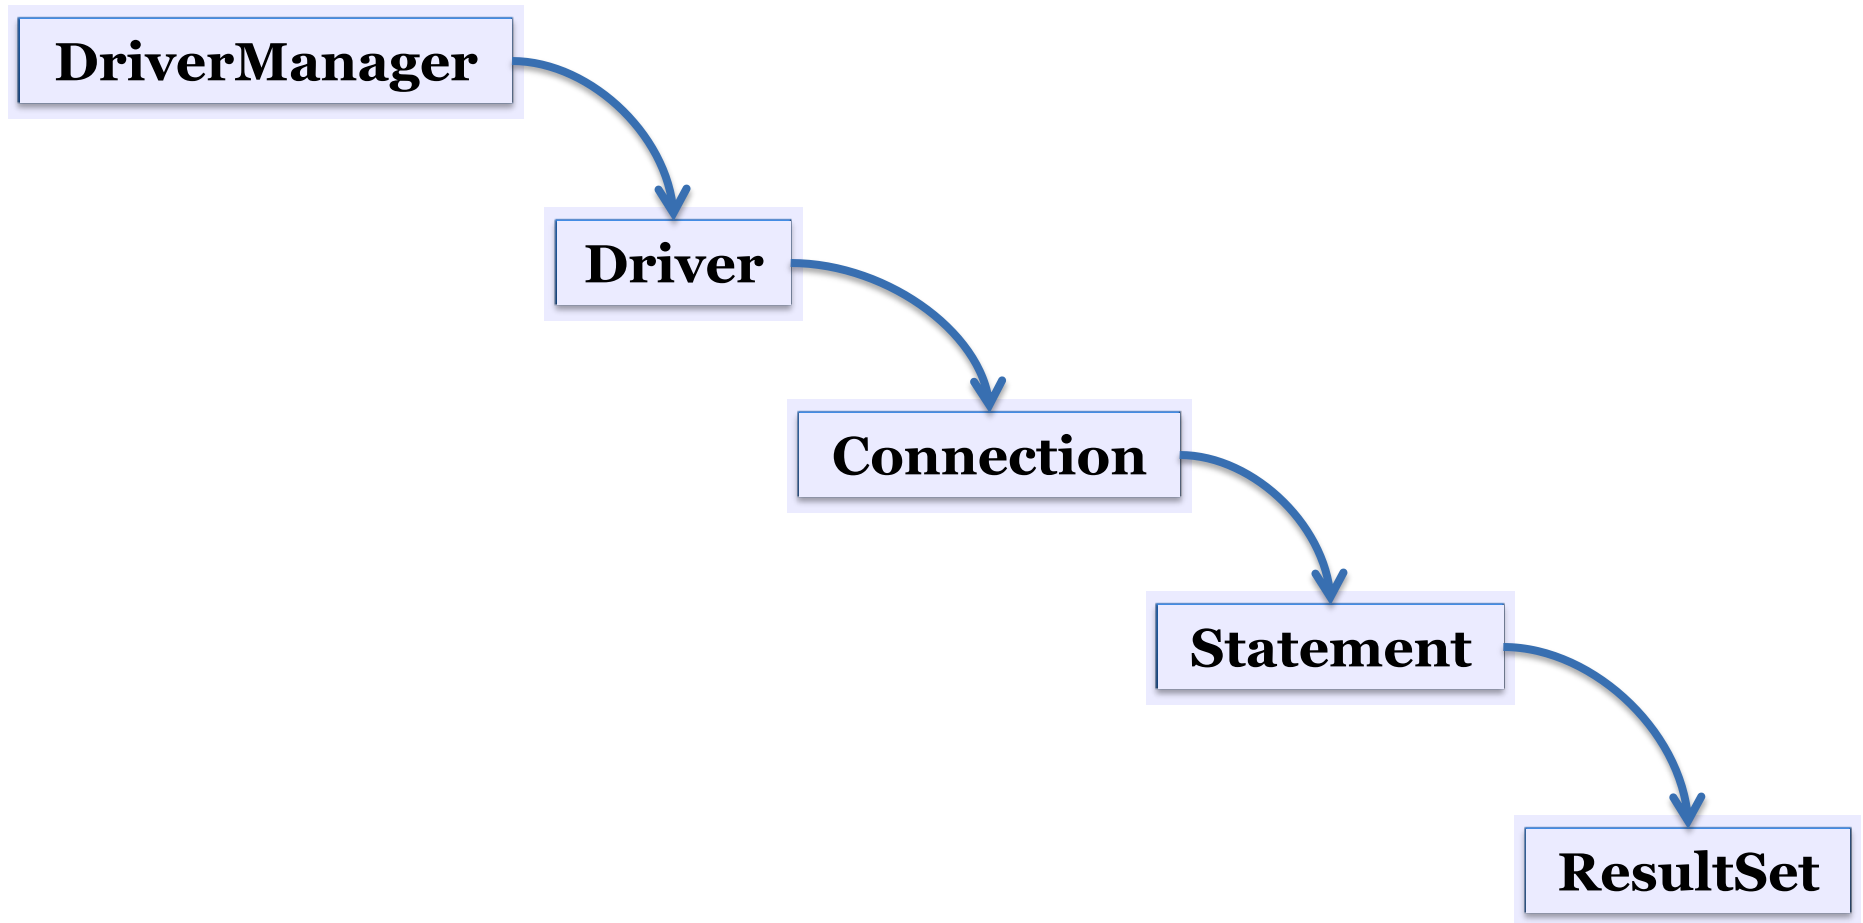 DriverManager
Driver
Connection
Statement
ResultSet